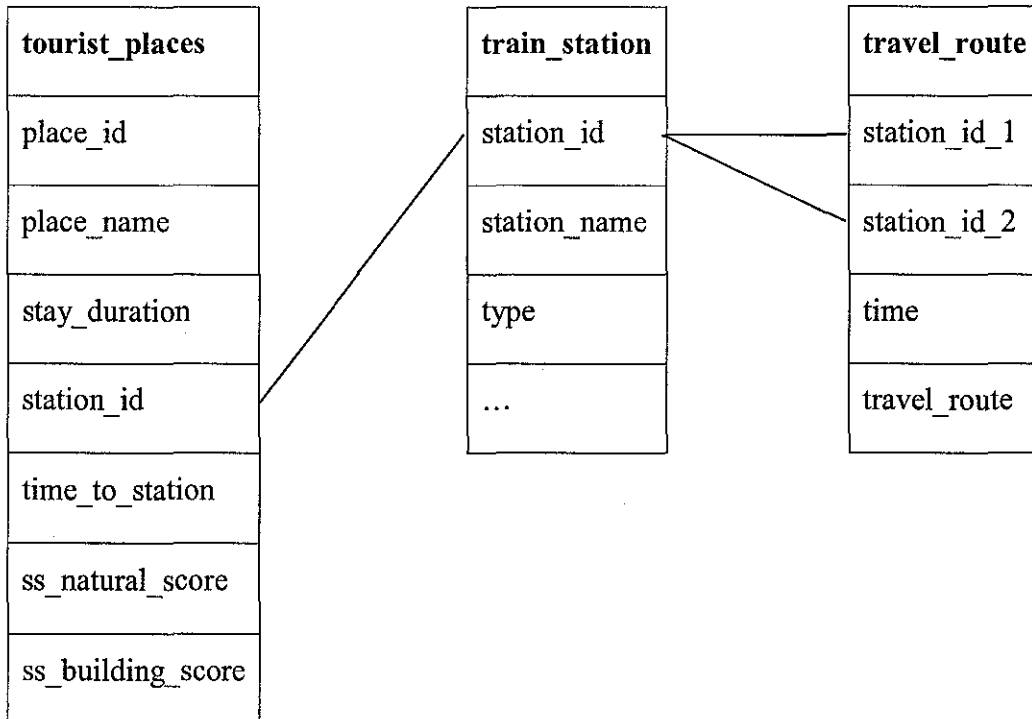 tourist_places
place_id
place_name
stay_duration
station_id
time_to_station
ss_natural_score
ss_building_score
train_station
station_id
station_name
type
...
travel_route
station_id_1
station_id_2
time
travel_route